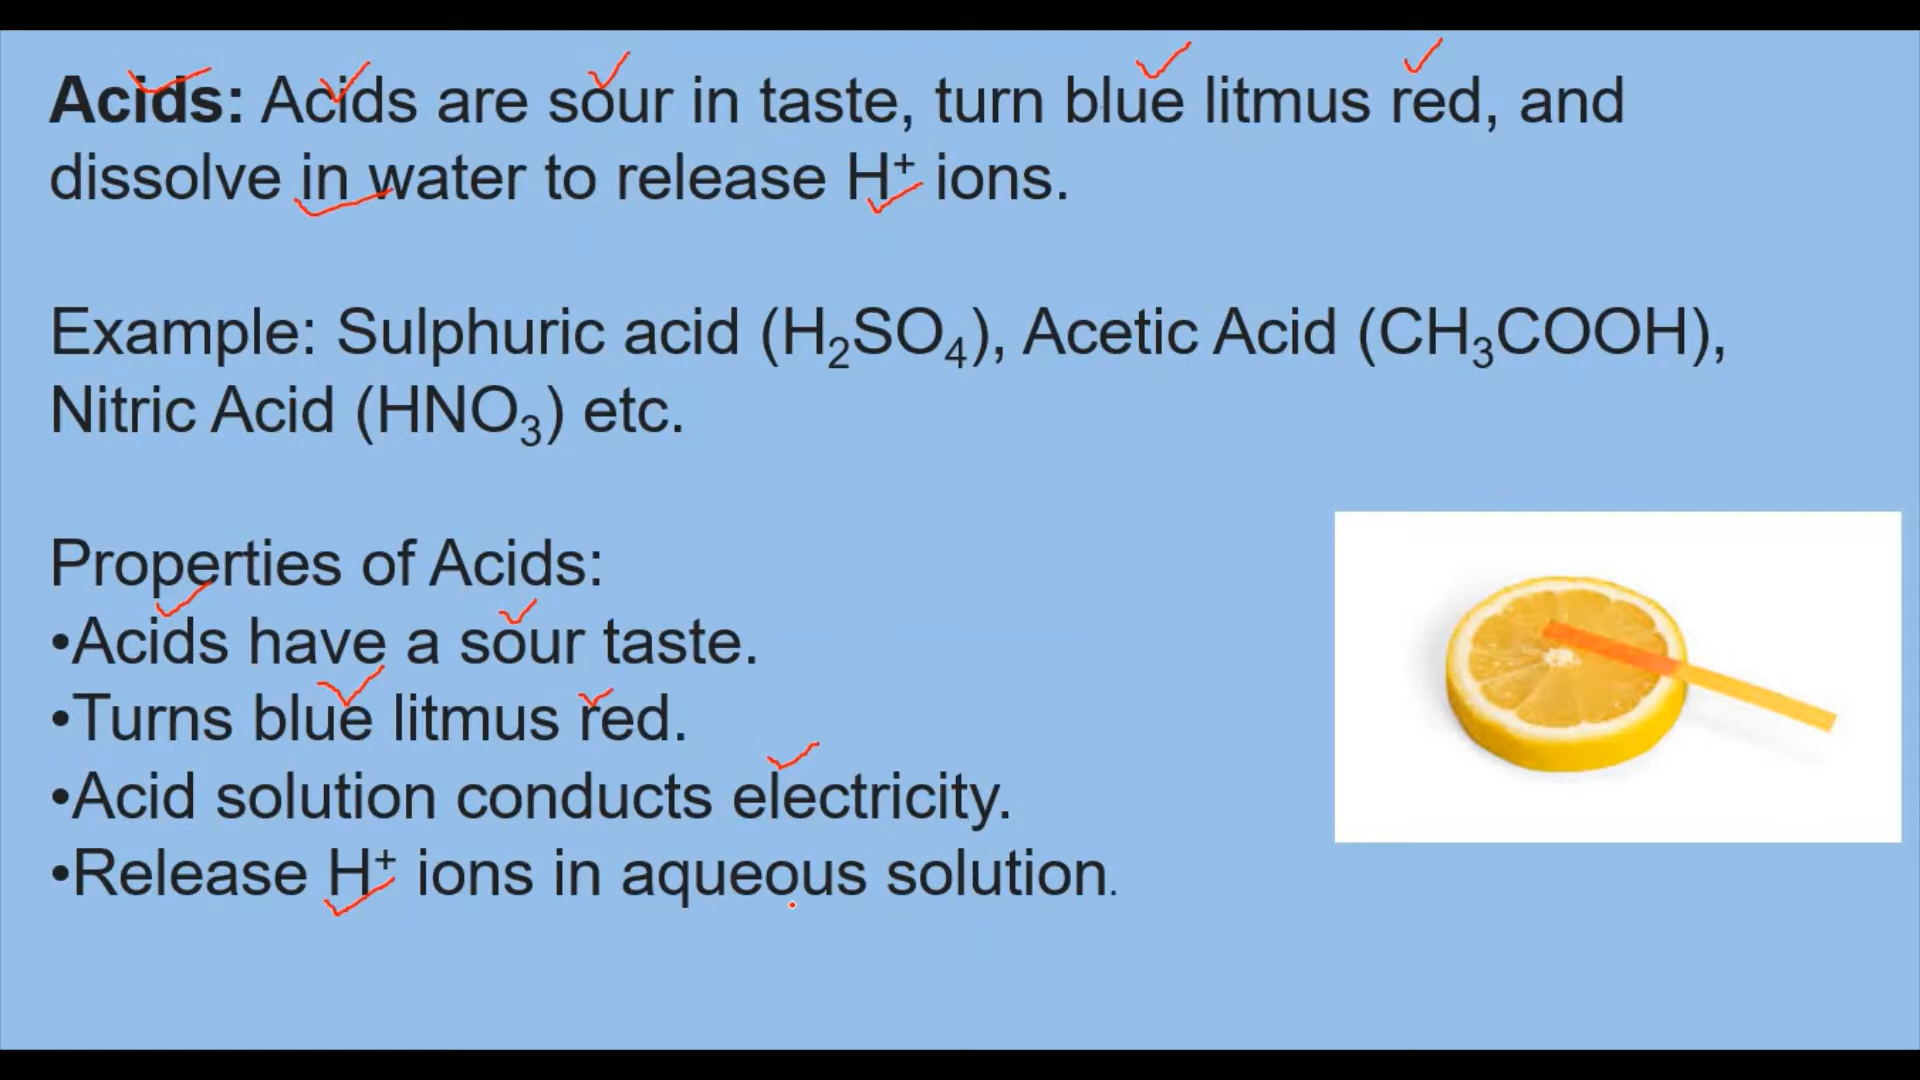 Acids: Acids are sour in taste, turn blue litmus red, and
dissolve in water to release H⁺ ions.
Example: Sulphuric acid (H₂SO₄), Acetic Acid (CH₃COOH),
Nitric Acid (HNO₃) etc.
Properties of Acids:
•Acids have a sour taste.
•Turns blue litmus red.
•Acid solution conducts electricity.
•Release H⁺ ions in aqueous solution.